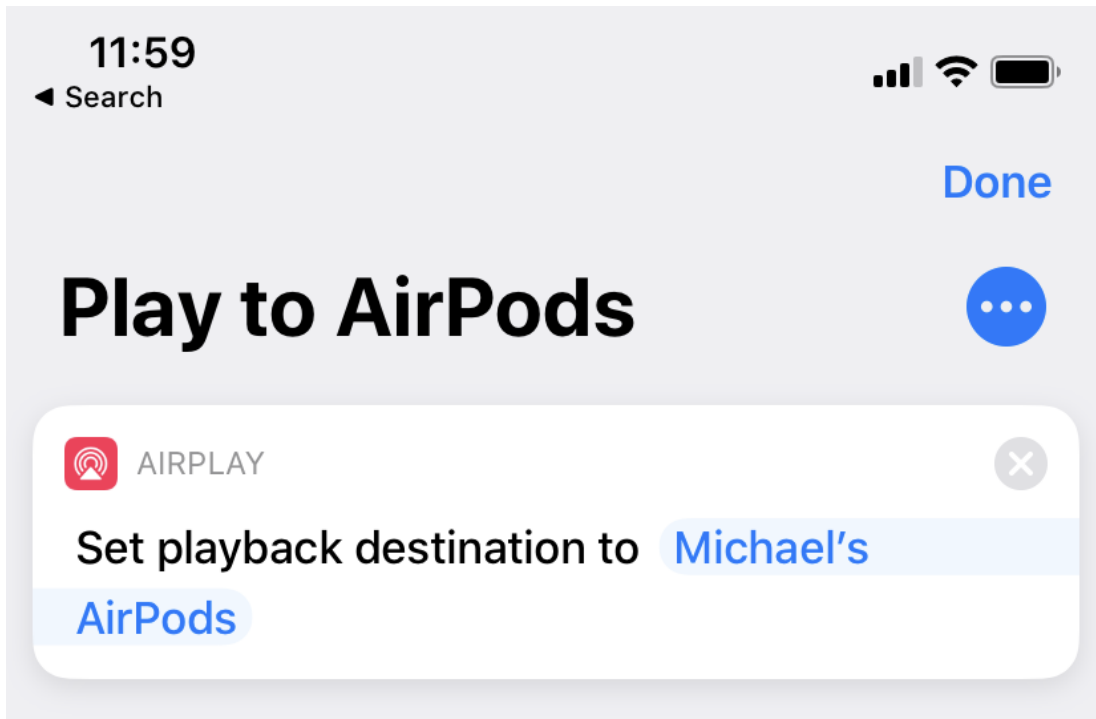 11:59
◀ Search
Done
Play to AirPods
AIRPLAY
Set playback destination to Michael’s
AirPods